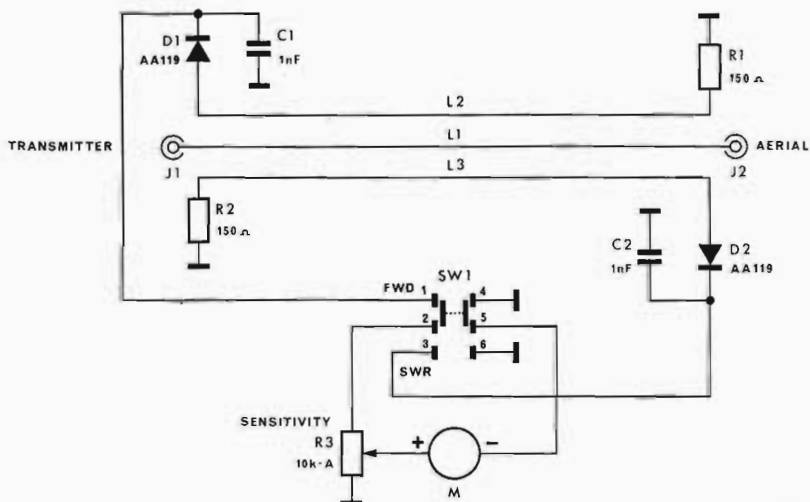 D1
AA119
C1
1nF
R1
150 Ω
L2
TRANSMITTER
J1
L1
J2
AERIAL
L3
R2
150 Ω
C2
1nF
D2
AA119
SW1
FWD
1
4
2
5
3
6
SWR
SENSITIVITY
R3
10k-A
+
-
M